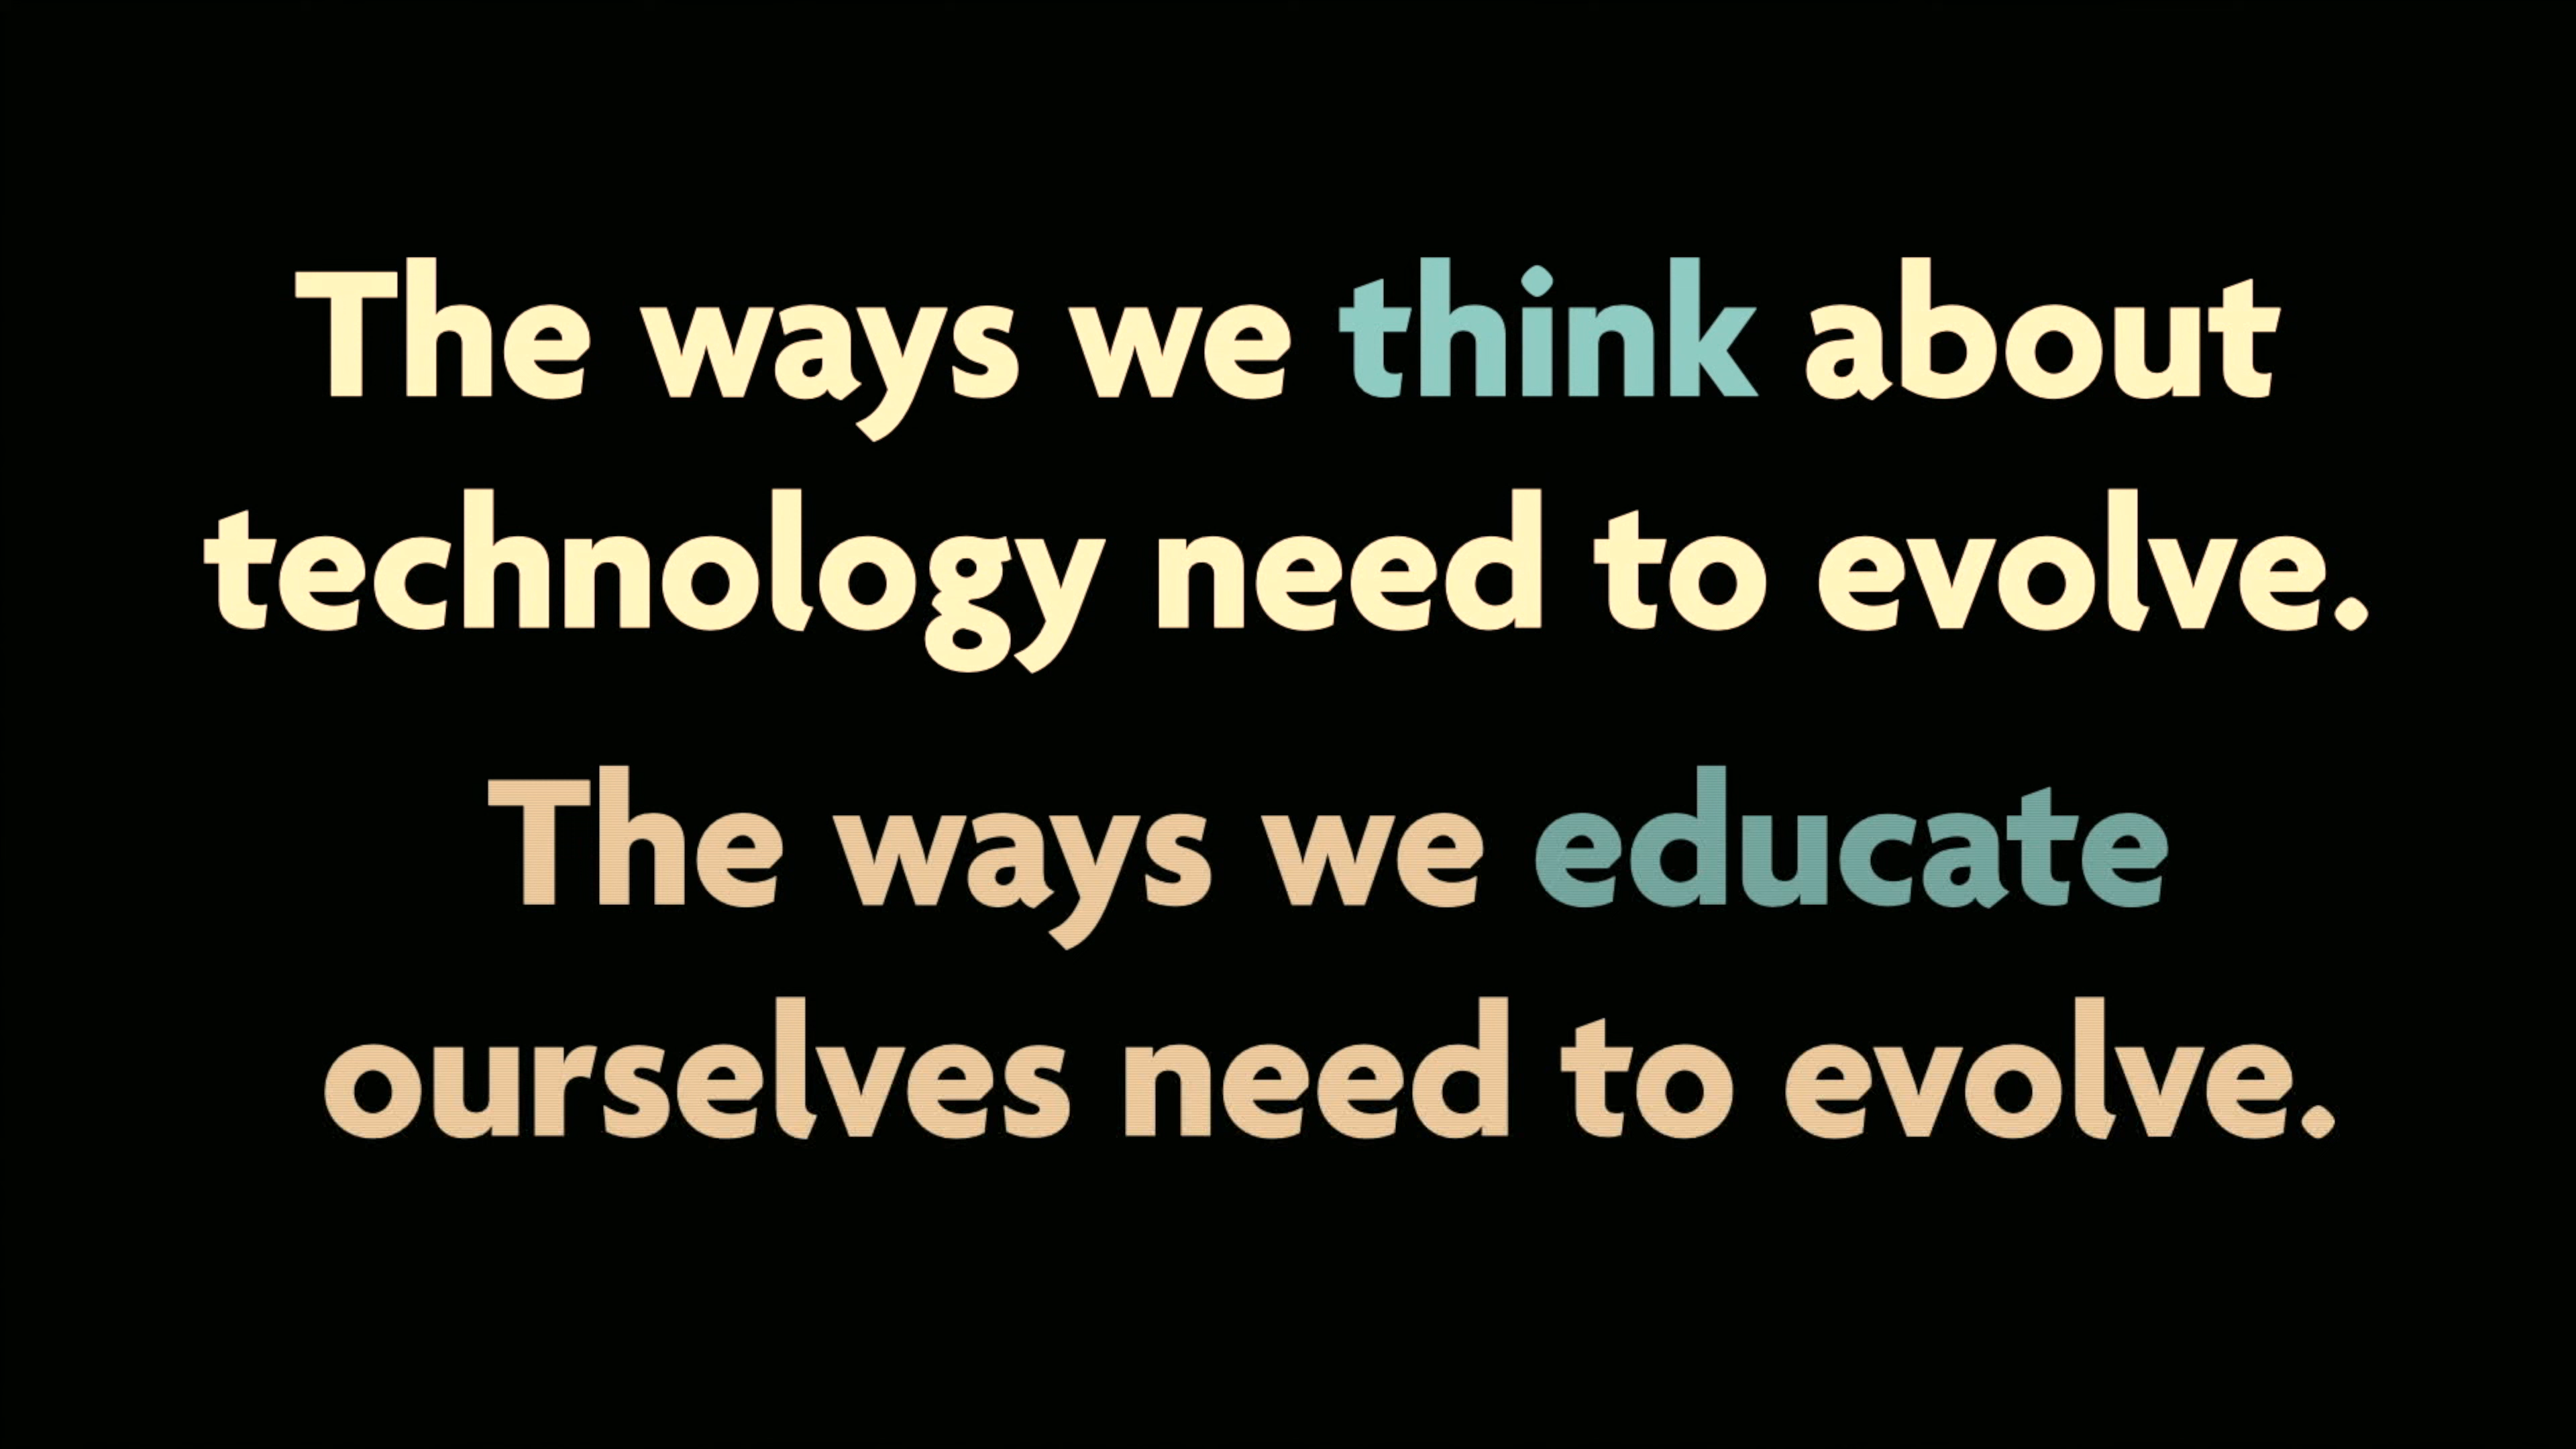 The ways we think about
technology need to evolve.
The ways we educate
ourselves need to evolve.